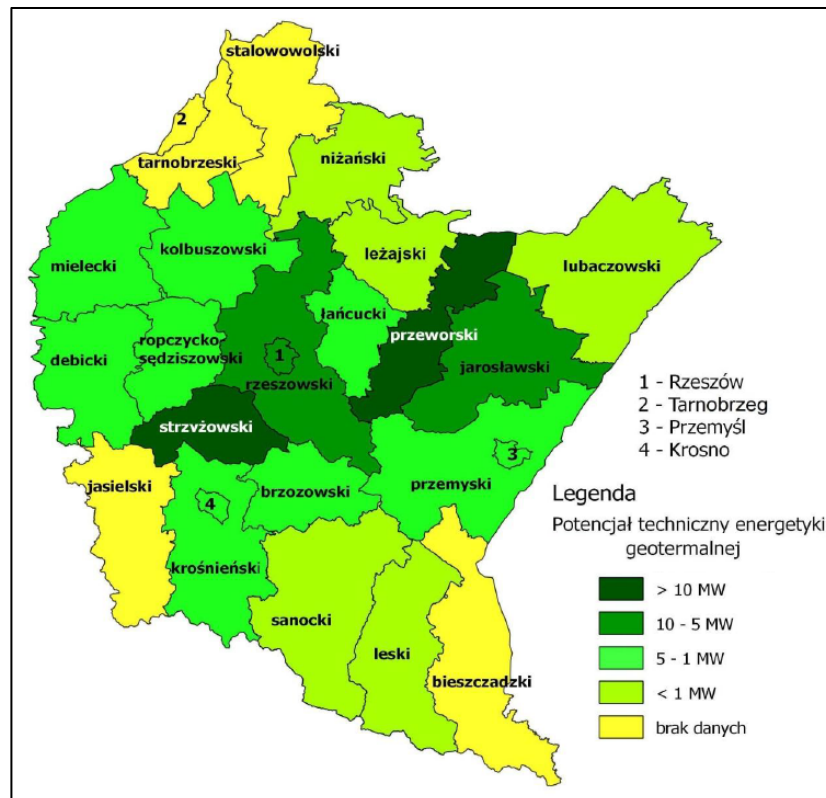 stalowowolski
2
tarnobrzeski
niżański
mielecki
kolbuszowski
leżajski
lubaczowski
łańcucki
debicki
ropczycko
sędziszowski
1
rzeszowski
przeworski
jarosławski
strzyżowski
jasielski
4
brzozowski
przemyski
3
krośnieński
sanocki
leski
bieszczadzki
1 - Rzeszów
2 - Tarnobrzeg
3 - Przemyśl
4 - Krosno
Legenda
Potencjał techniczny energetyki
geotermalnej
> 10 MW
10 - 5 MW
5 - 1 MW
< 1 MW
brak danych